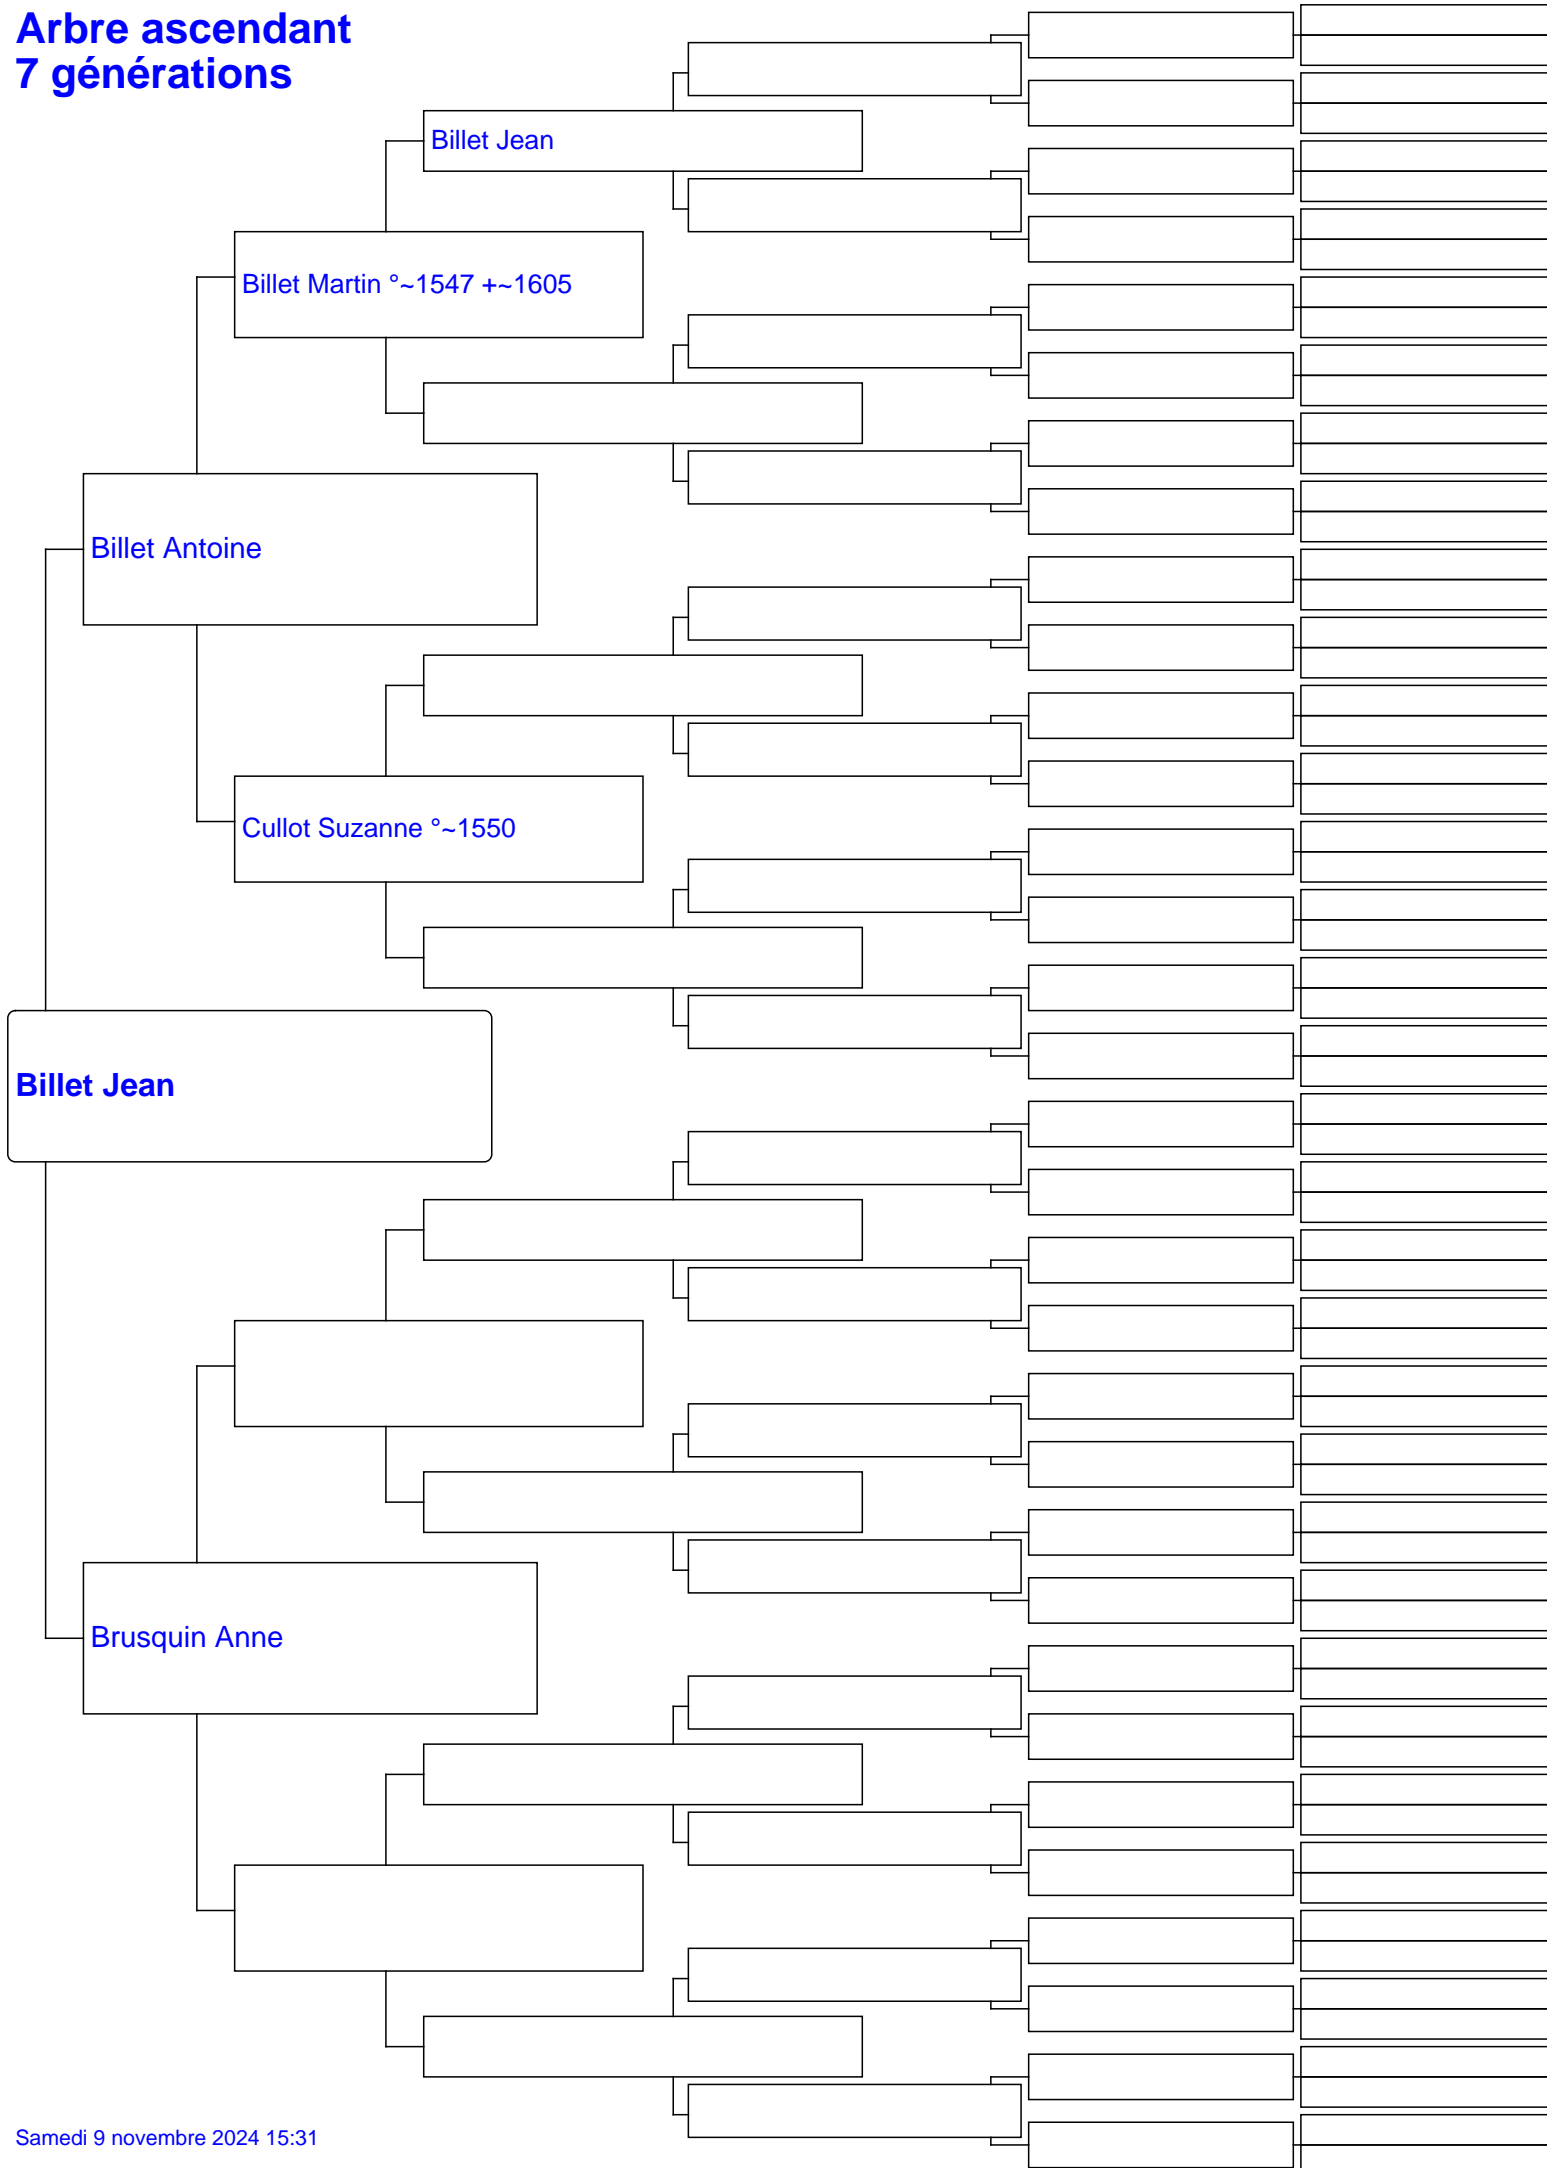 Arbre ascendant
7 générations
Billet Jean
Billet Martin °~1547 +~1605
Billet Antoine
Cullot Suzanne °~1550
Billet Jean
Brusquin Anne
Samedi 9 novembre 2024 15:31